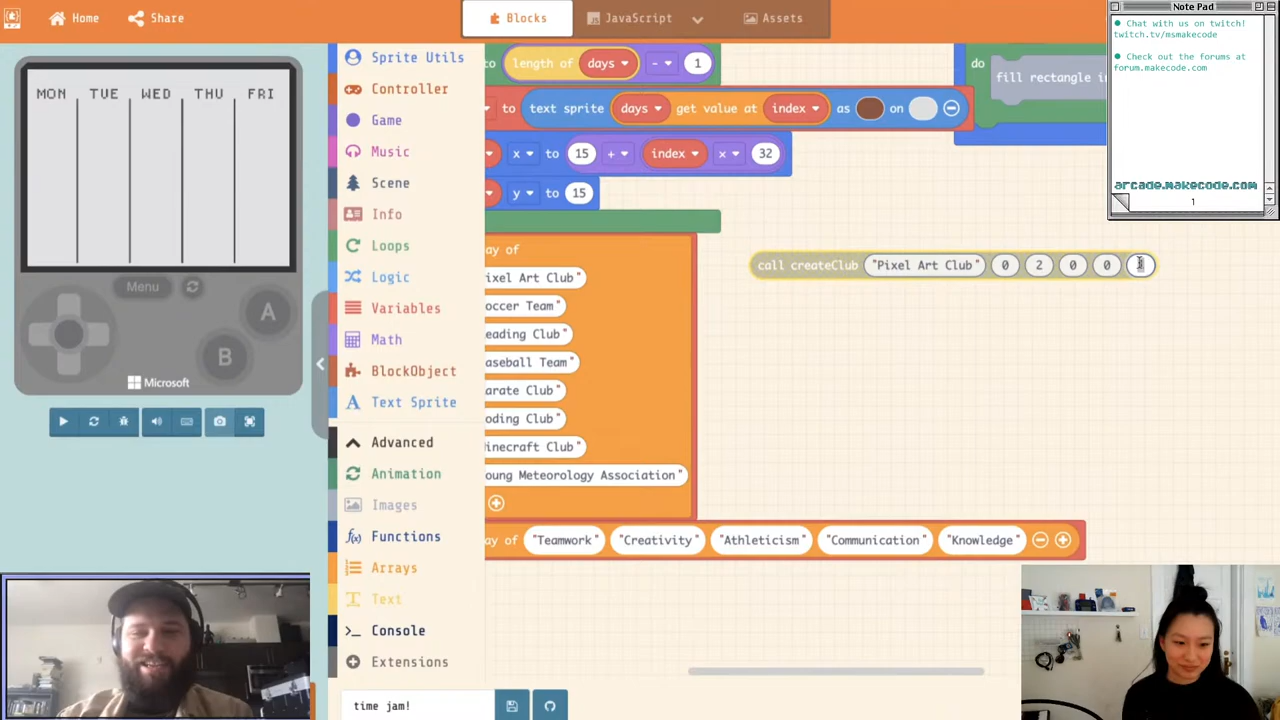 Home
Share
Blocks
JavaScript
Assets
Note Pad
Chat with us on twitch!
twitch.tv/msmakecode
Check out the forums at
forum.makecode.com
arcade.makecode.com
1
MON TUE WED THU FRI
Menu
A
B
Microsoft
Sprite Utils
Controller
Game
Music
Scene
Info
Loops
Logic
Variables
Math
BlockObject
Text Sprite
Advanced
Animation
Images
Functions
Arrays
Text
Console
Extensions
time jam!
to length of days - 1
to text sprite days get value at index as on
x to 15 + index x 32
y to 15
do fill rectangle in
ay of
ixel Art Club"
occer Team"
eading Club"
aseball Team"
arate Club"
oding Club"
inecraft Club"
oung Meteorology Association"
call createClub "Pixel Art Club" 0 2 0 0
ay of "Teamwork" "Creativity" "Athleticism" "Communication" "Knowledge"